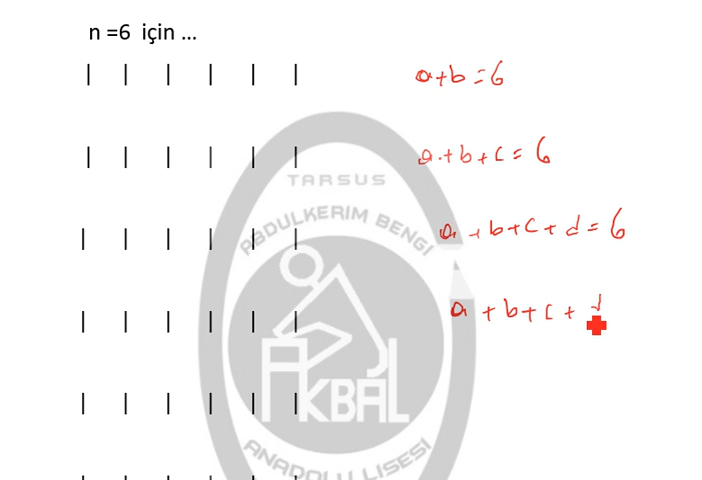 n =6 için ...
| | | | | | a+b=6
| | | | | | a+b+c=6
| | | | | | a+b+c+d=6
| | | | | | a+b+c+d
| | | | | |
| | | | | |
TARSUS
ABDULKERIM BENGI
AKBAL
ANADOLU LISESI